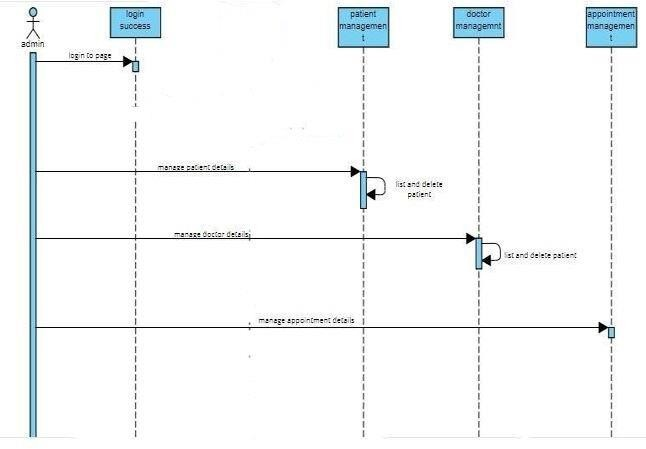 login
success
patient
managemen
t
doctor
managemnt
appointment
managemen
t
admin
login to page
manage patient details
list and delete
patient
manage doctor details
list and delete patient
manage appointment details